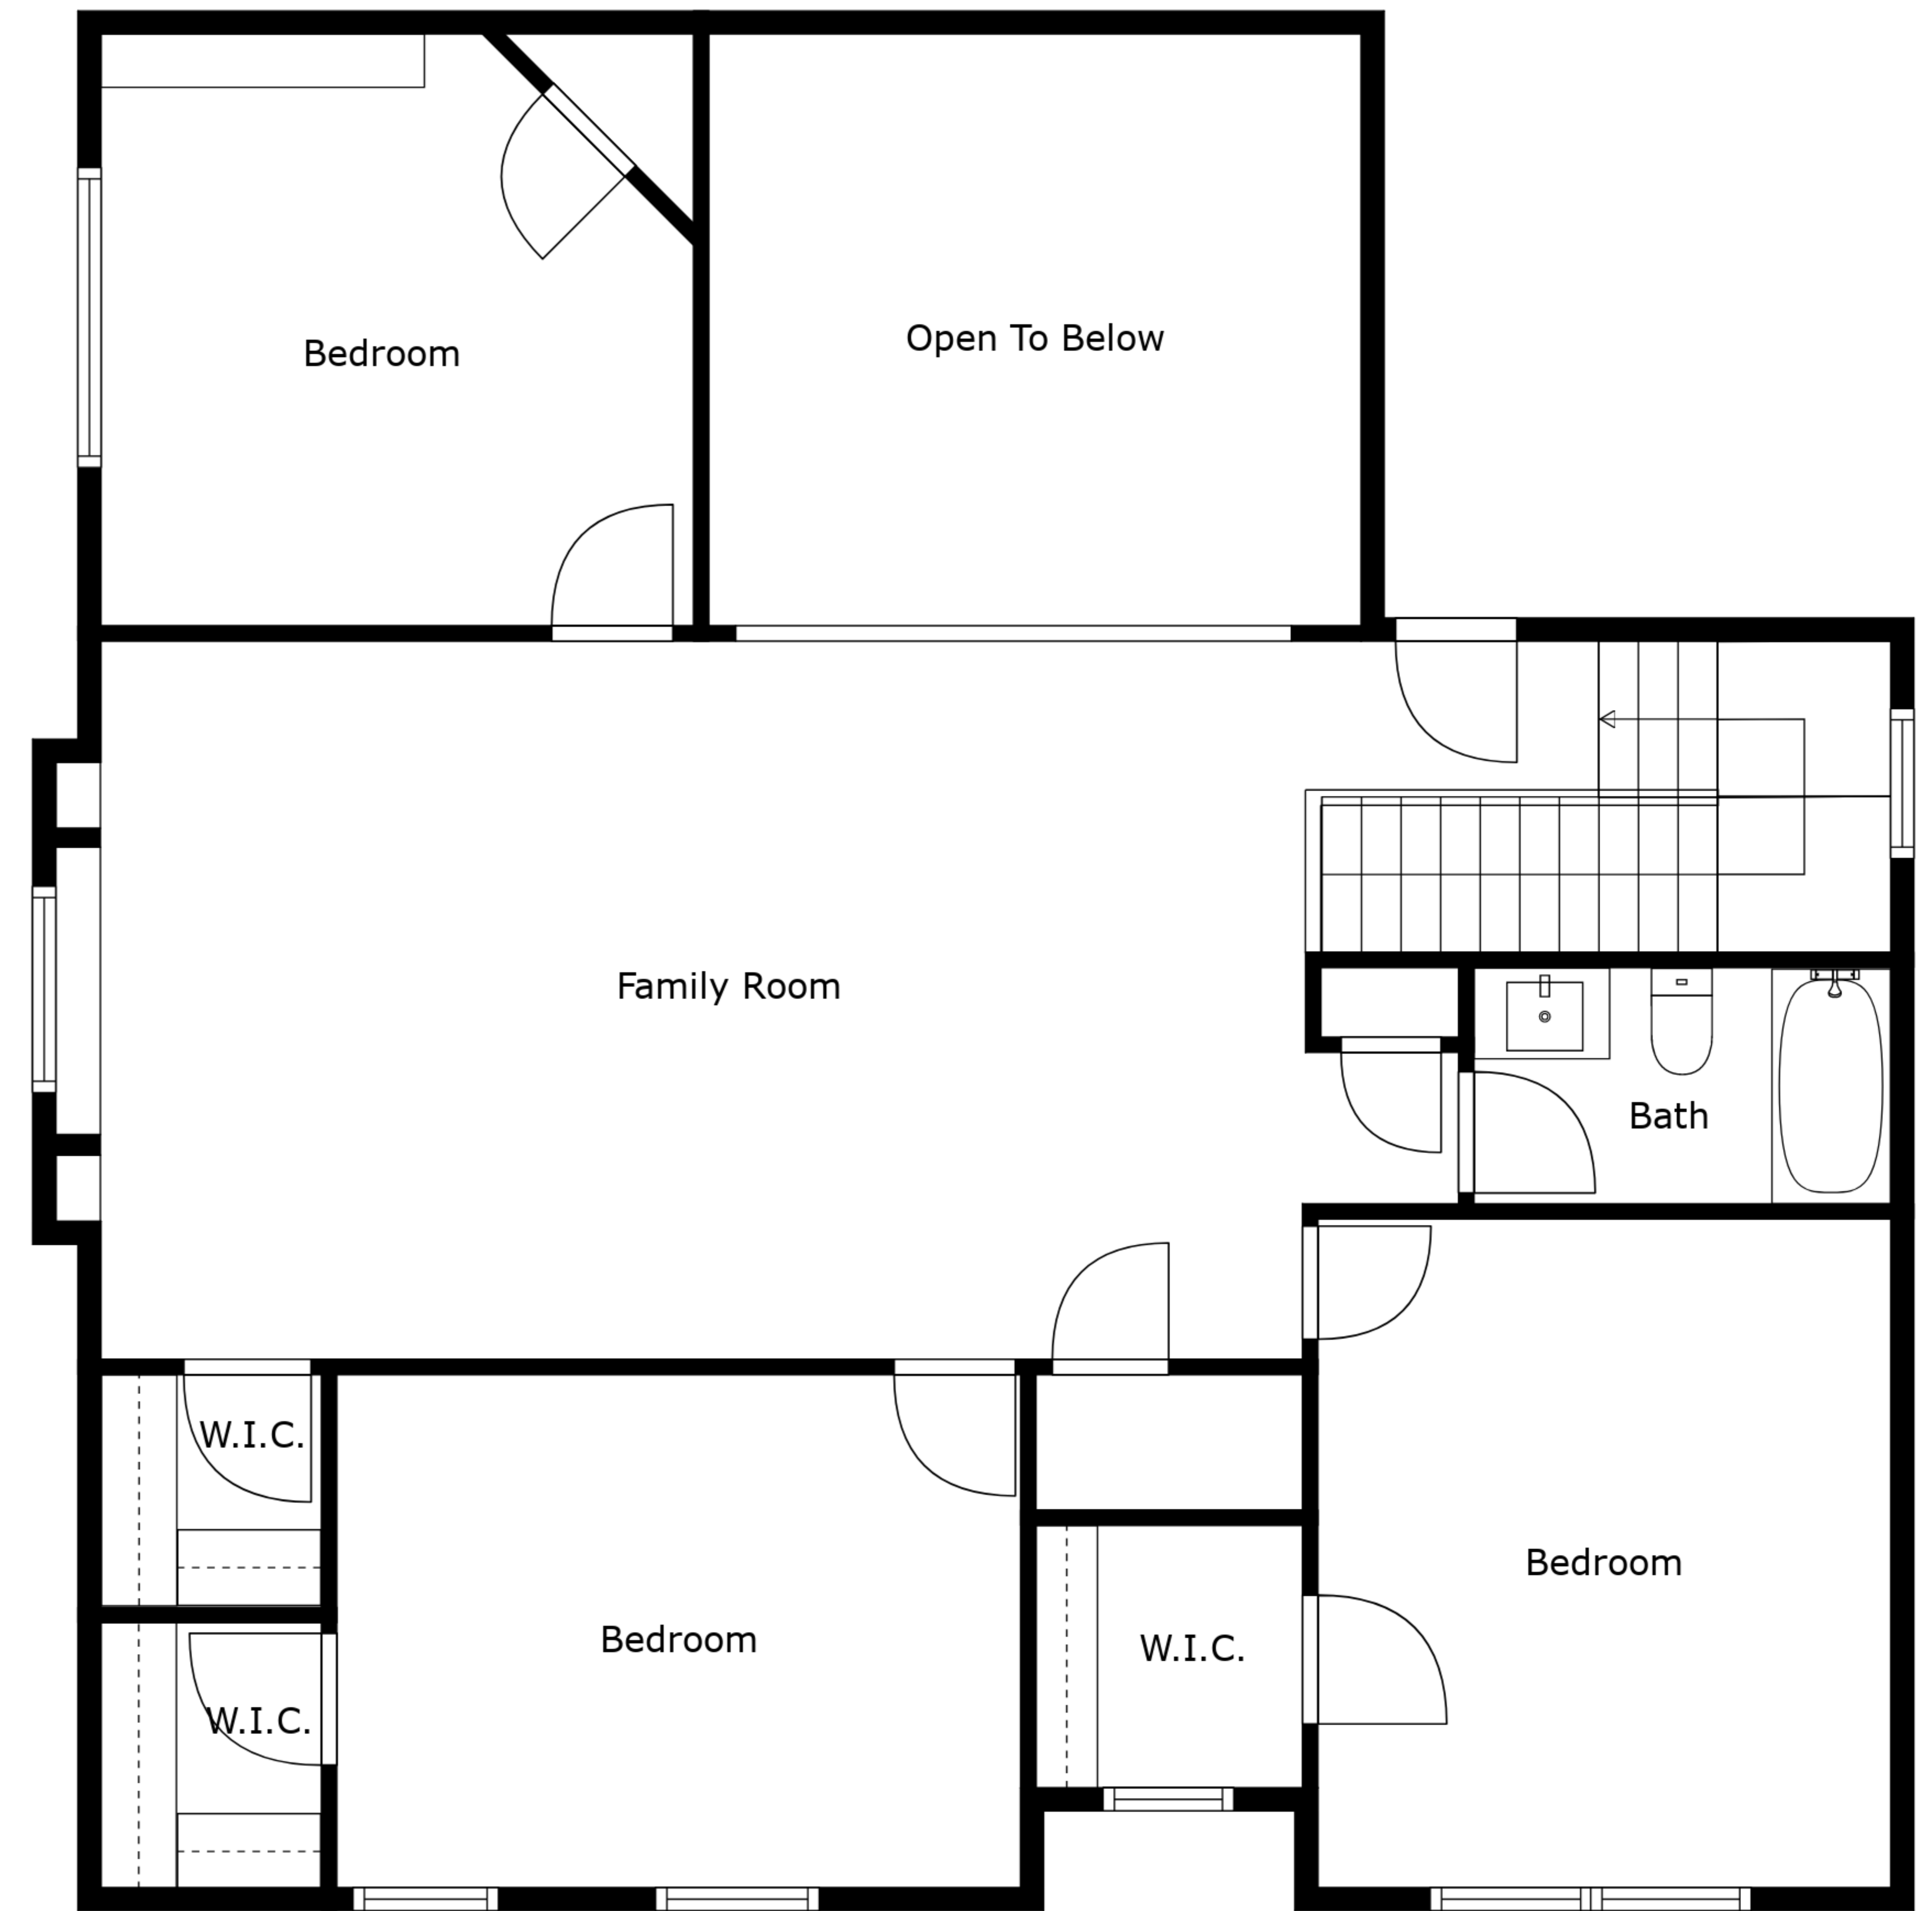 Open To Below
Bedroom
Family Room
Bath
W.I.C.
Bedroom
Bedroom
W.I.C.
W.I.C.